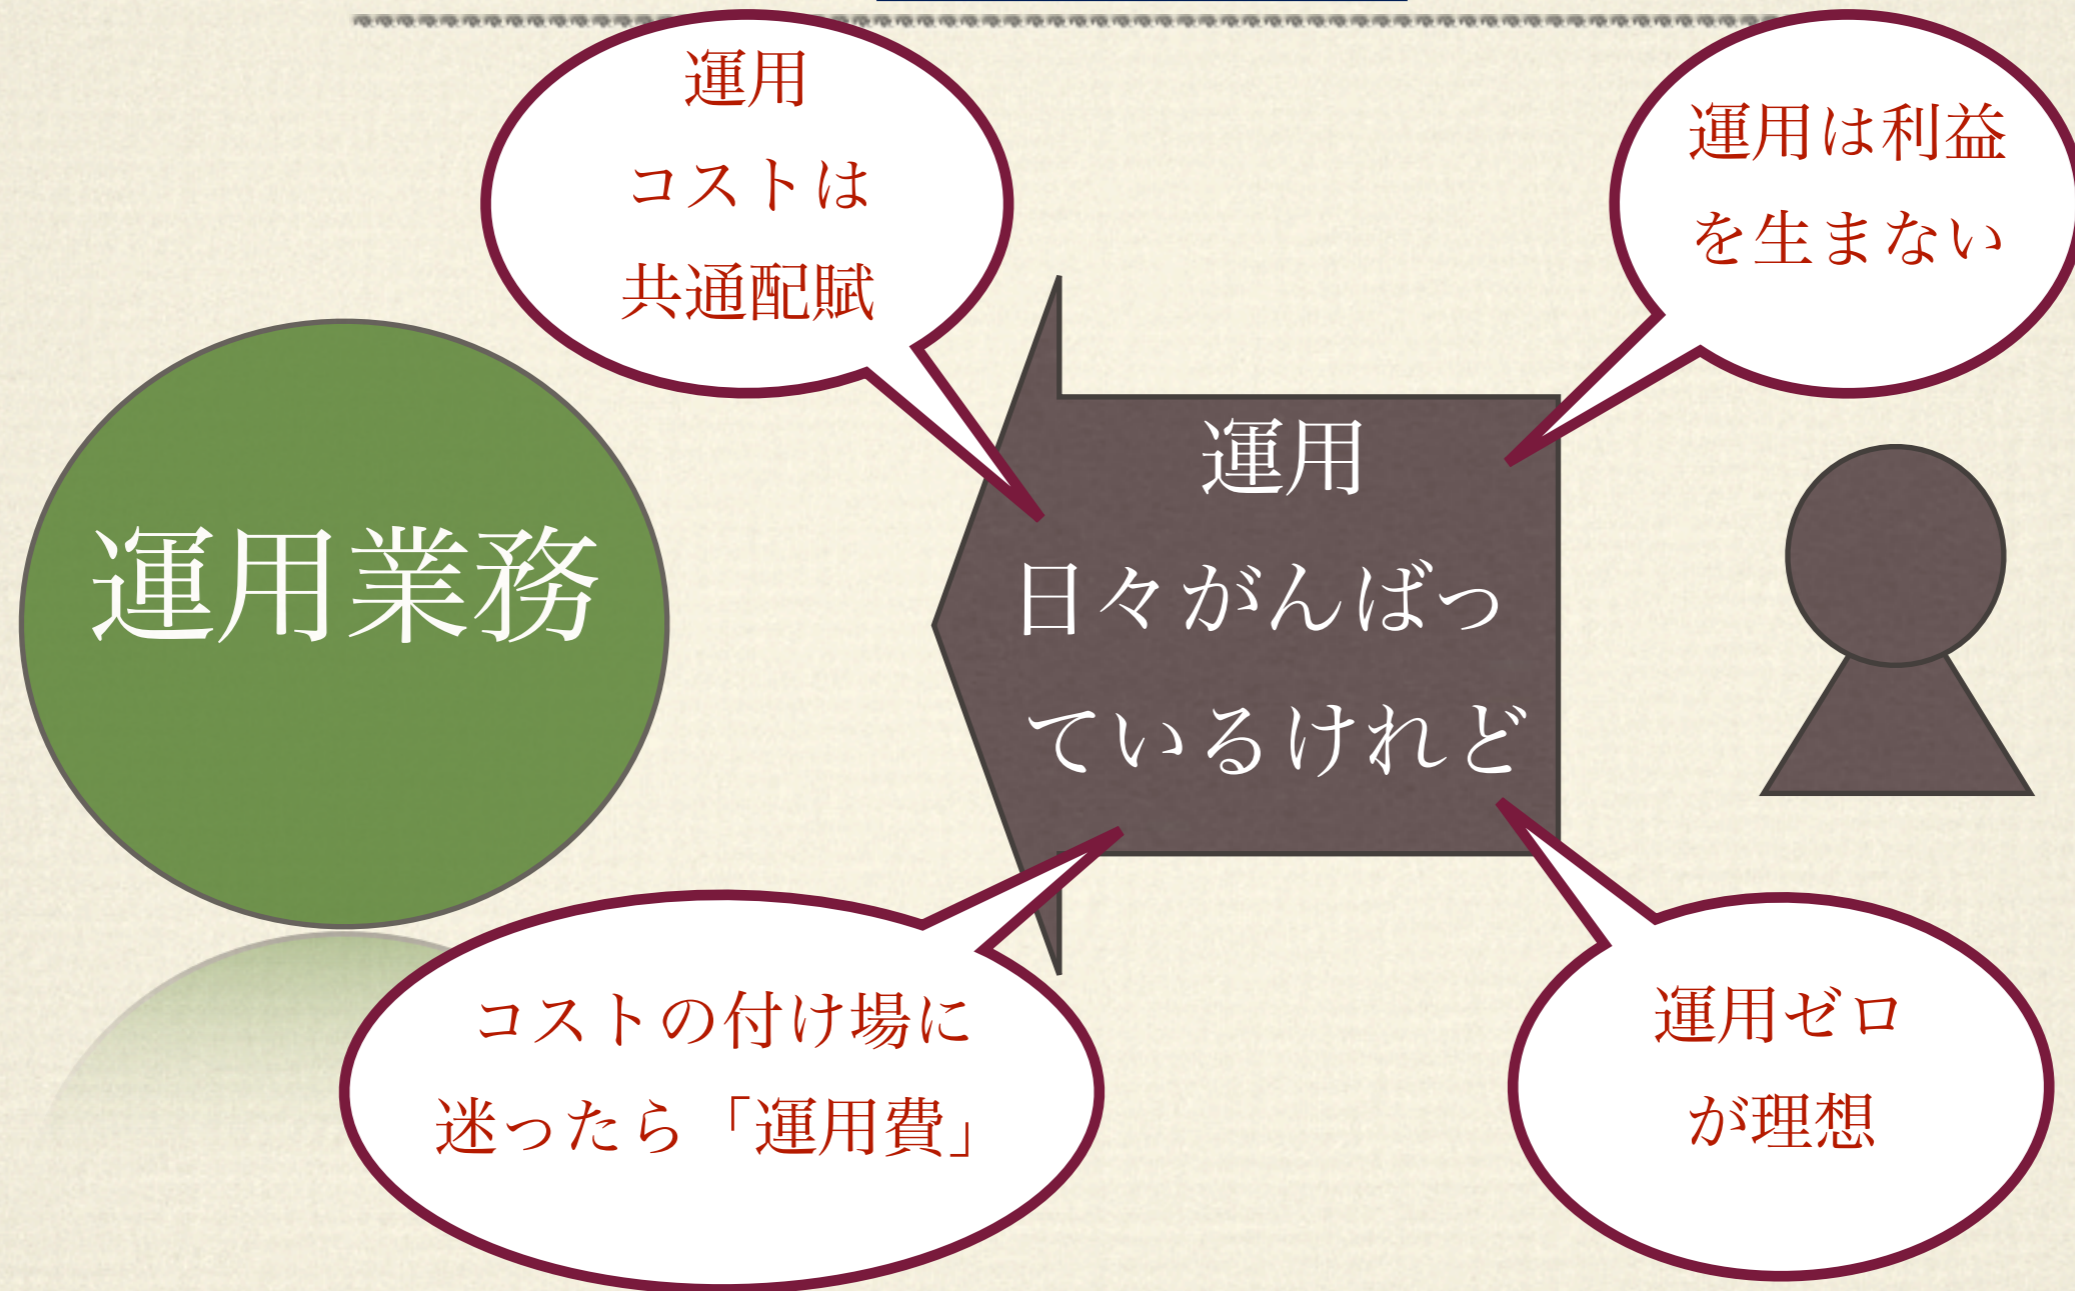 運用
コストは
共通配賦
運用は利益
を生まない
運用業務
運用
日々がんばっ
ているけれど
コストの付け場に
迷ったら「運用費」
運用ゼロ
が理想